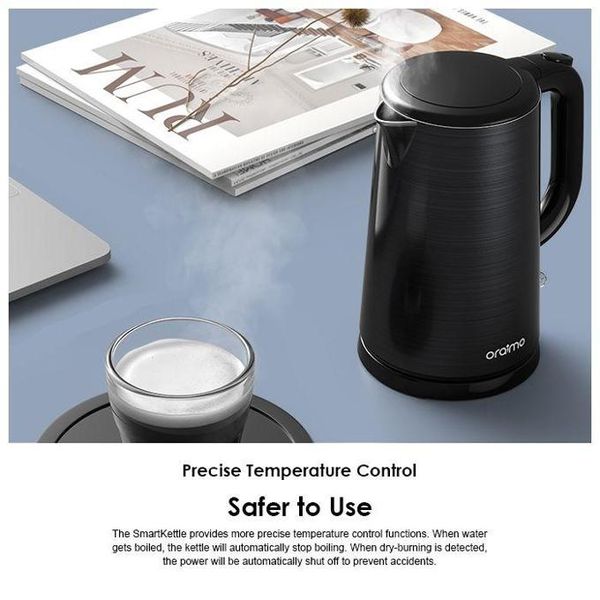 RUM
oraimo
Precise Temperature Control
Safer to Use
The SmartKettle provides more precise temperature control functions. When water
gets boiled, the kettle will automatically stop boiling. When dry-burning is detected,
the power will be automatically shut off to prevent accidents.